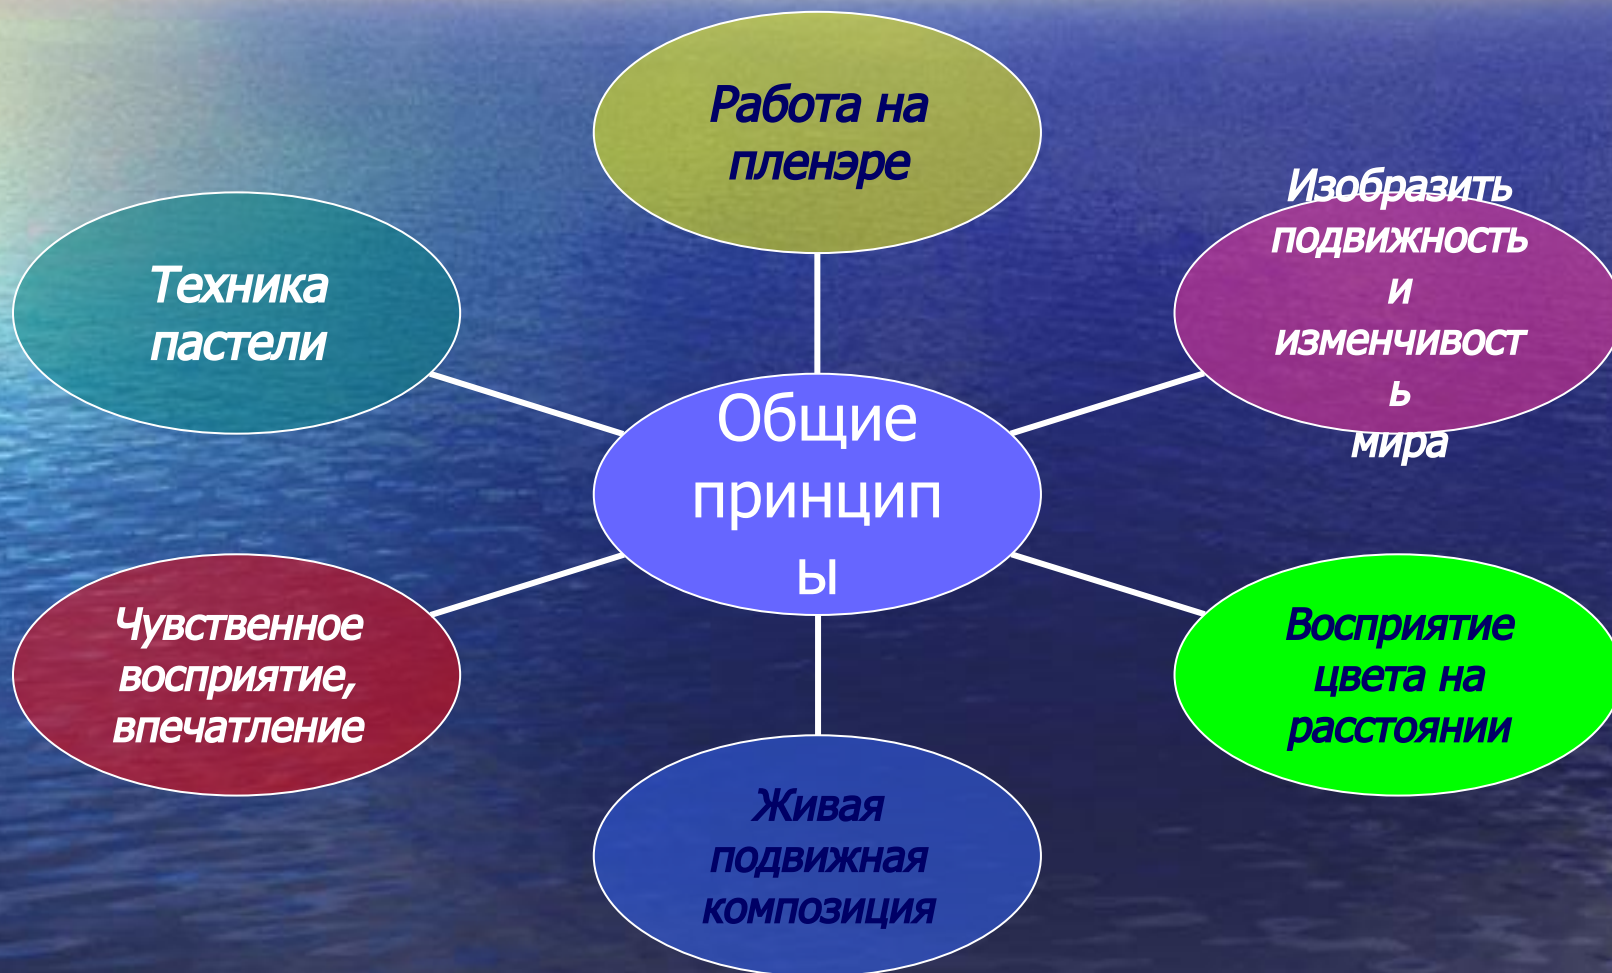 Работа на
пленэре
Изобразить
подвижность
и
изменчивост
ь
мира
Техника
пастели
Общие
принцип
ы
Чувственное
восприятие,
впечатление
Восприятие
цвета на
расстоянии
Живая
подвижная
композиция